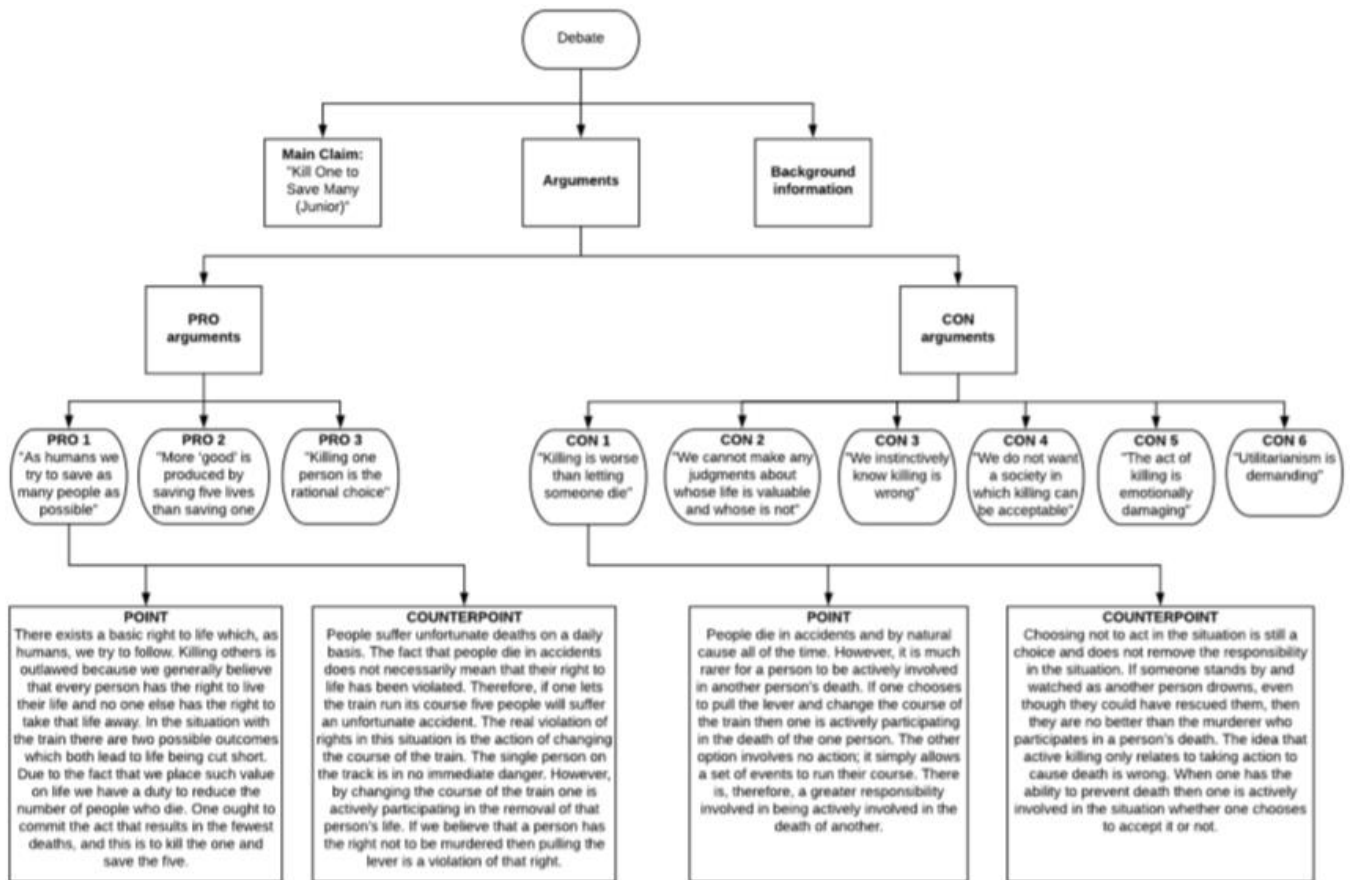 Debate
Main Claim:
"Kill One to
Save Many
(Junior)"
Arguments
Background
information
PRO
arguments
CON
arguments
PRO 1
"As humans we
try to save as
many people as
possible"
PRO 2
"More 'good' is
produced by
saving five lives
than saving one
PRO 3
"Killing one
person is the
rational choice"
CON 1
"Killing is worse
than letting
someone die"
CON 2
"We cannot make any
judgments about
whose life is valuable
and whose is not"
CON 3
"We instinctively
know killing is
wrong"
CON 4
"We do not want
a society in
which killing can
be acceptable"
CON 5
"The act of
killing is
emotionally
damaging"
CON 6
"Utilitarianism is
demanding"
POINT
There exists a basic right to life which, as
humans, we try to follow. Killing others is
outlawed because we generally believe
that every person has the right to live
their life and no one else has the right to
take that life away. In the situation with
the train there are two possible outcomes
which both lead to life being cut short.
Due to the fact that we place such value
on life we have a duty to reduce the
number of people who die. One ought to
commit the act that results in the fewest
deaths, and this is to kill the one and
save the five.
COUNTERPOINT
People suffer unfortunate deaths on a daily
basis. The fact that people die in accidents
does not necessarily mean that their right to
life has been violated. Therefore, if one lets
the train run its course five people will suffer
an unfortunate accident. The real violation of
rights in this situation is the action of changing
the course of the train. The single person on
the track is in no immediate danger. However,
by changing the course of the train one is
actively participating in the removal of that
person's life. If we believe that a person has
the right not to be murdered then pulling the
lever is a violation of that right.
POINT
People die in accidents and by natural
cause all of the time. However, it is much
rarer for a person to be actively involved
in another person's death. If one chooses
to pull the lever and change the course of
the train then one is actively participating
in the death of the one person. The other
option involves no action; it simply allows
a set of events to run their course. There
is, therefore, a greater responsibility
involved in being actively involved in the
death of another.
COUNTERPOINT
Choosing not to act in the situation is still a
choice and does not remove the responsibility
in the situation. If someone stands by and
watched as another person drowns, even
though they could have rescued them, then
they are no better than the murderer who
participates in a person's death. The idea that
active killing only relates to taking action to
cause death is wrong. When one has the
ability to prevent death then one is actively
involved in the situation whether one chooses
to accept it or not.